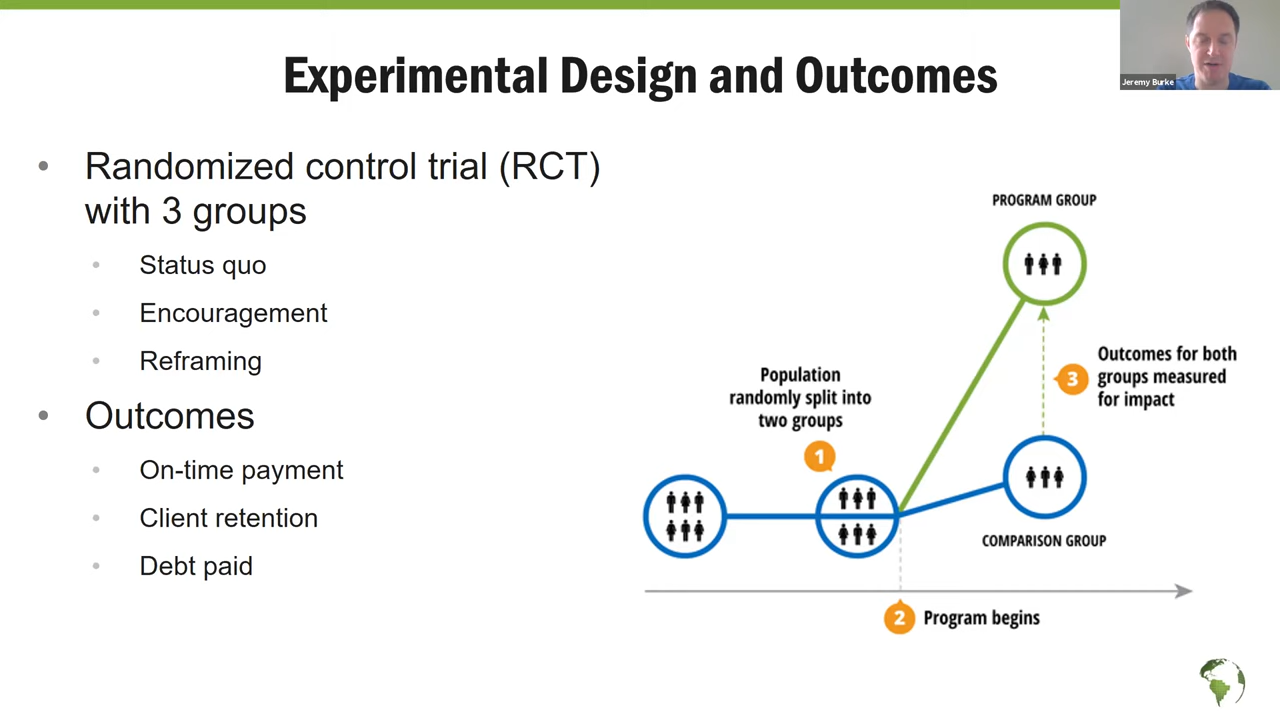 Experimental Design and Outcomes
Jeremy Burke
• Randomized control trial (RCT)
with 3 groups
• Status quo
• Encouragement
• Reframing
• Outcomes
• On-time payment
• Client retention
• Debt paid
PROGRAM GROUP
Population
randomly split into
two groups
1
3
Outcomes for both
groups measured
for impact
COMPARISON GROUP
2
Program begins